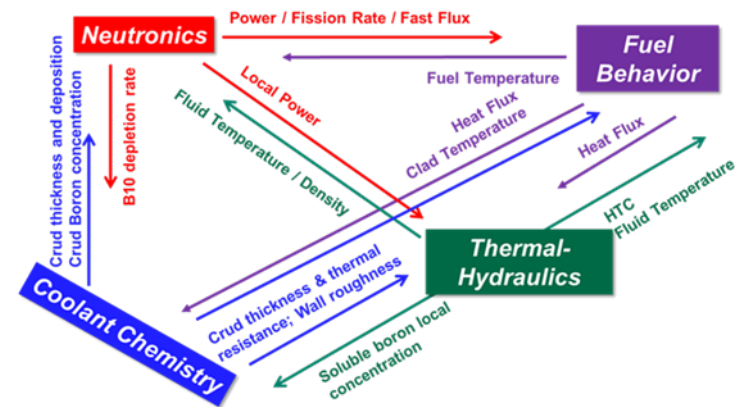 Power / Fission Rate / Fast Flux
Neutronics
Fuel
Behavior
Fuel Temperature
Local Power
Fluid Temperature / Density
Heat Flux
Clad Temperature
Heat Flux
HTC
Fluid Temperature
Crud thickness and deposition
Crud Boron concentration
B10 depletion rate
Thermal-
Hydraulics
Coolant Chemistry
Crud thickness & thermal
resistance; Wall roughness
Soluble boron local
concentration